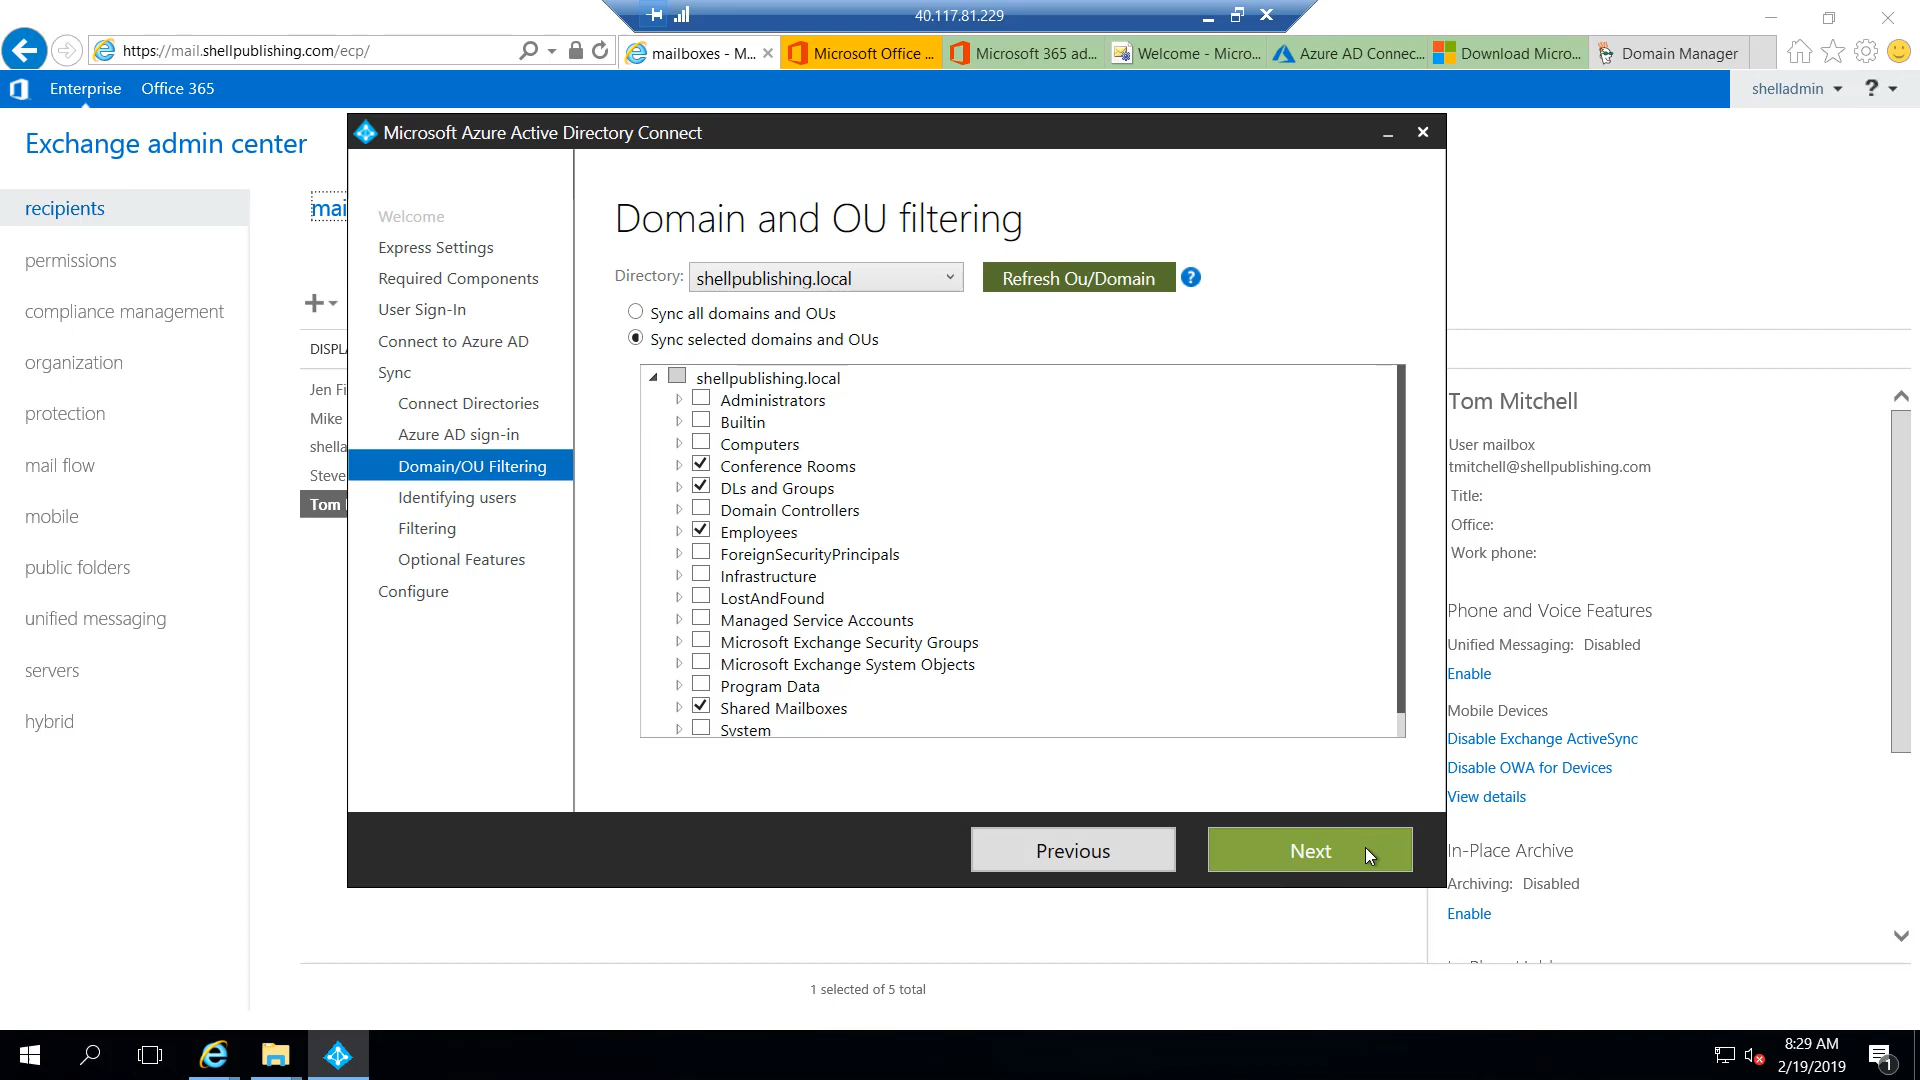 40.117.81.229
https://mail.shellpublishing.com/ecp/
mailboxes - M...
Microsoft Office ...
Microsoft 365 ad...
Welcome - Micro...
Azure AD Connec...
Download Micro...
Domain Manager
Enterprise
Office 365
shelladmin
?
Exchange admin center
recipients
permissions
compliance management
organization
protection
mail flow
mobile
public folders
unified messaging
servers
hybrid
mai
DISPL
Jen Fi
Mike
shella
Steve
Tom
Microsoft Azure Active Directory Connect
Welcome
Express Settings
Required Components
User Sign-In
Connect to Azure AD
Sync
Connect Directories
Azure AD sign-in
Domain/OU Filtering
Identifying users
Filtering
Optional Features
Configure
Domain and OU filtering
Directory: shellpublishing.local
Refresh Ou/Domain ?
Sync all domains and OUs
Sync selected domains and OUs
shellpublishing.local
Administrators
Builtin
Computers
Conference Rooms
DLs and Groups
Domain Controllers
Employees
ForeignSecurityPrincipals
Infrastructure
LostAndFound
Managed Service Accounts
Microsoft Exchange Security Groups
Microsoft Exchange System Objects
Program Data
Shared Mailboxes
System
Previous
Next
Tom Mitchell
User mailbox
tmitchell@shellpublishing.com
Title:
Office:
Work phone:
Phone and Voice Features
Unified Messaging: Disabled
Enable
Mobile Devices
Disable Exchange ActiveSync
Disable OWA for Devices
View details
In-Place Archive
Archiving: Disabled
Enable
1 selected of 5 total
8:29 AM
2/19/2019
1